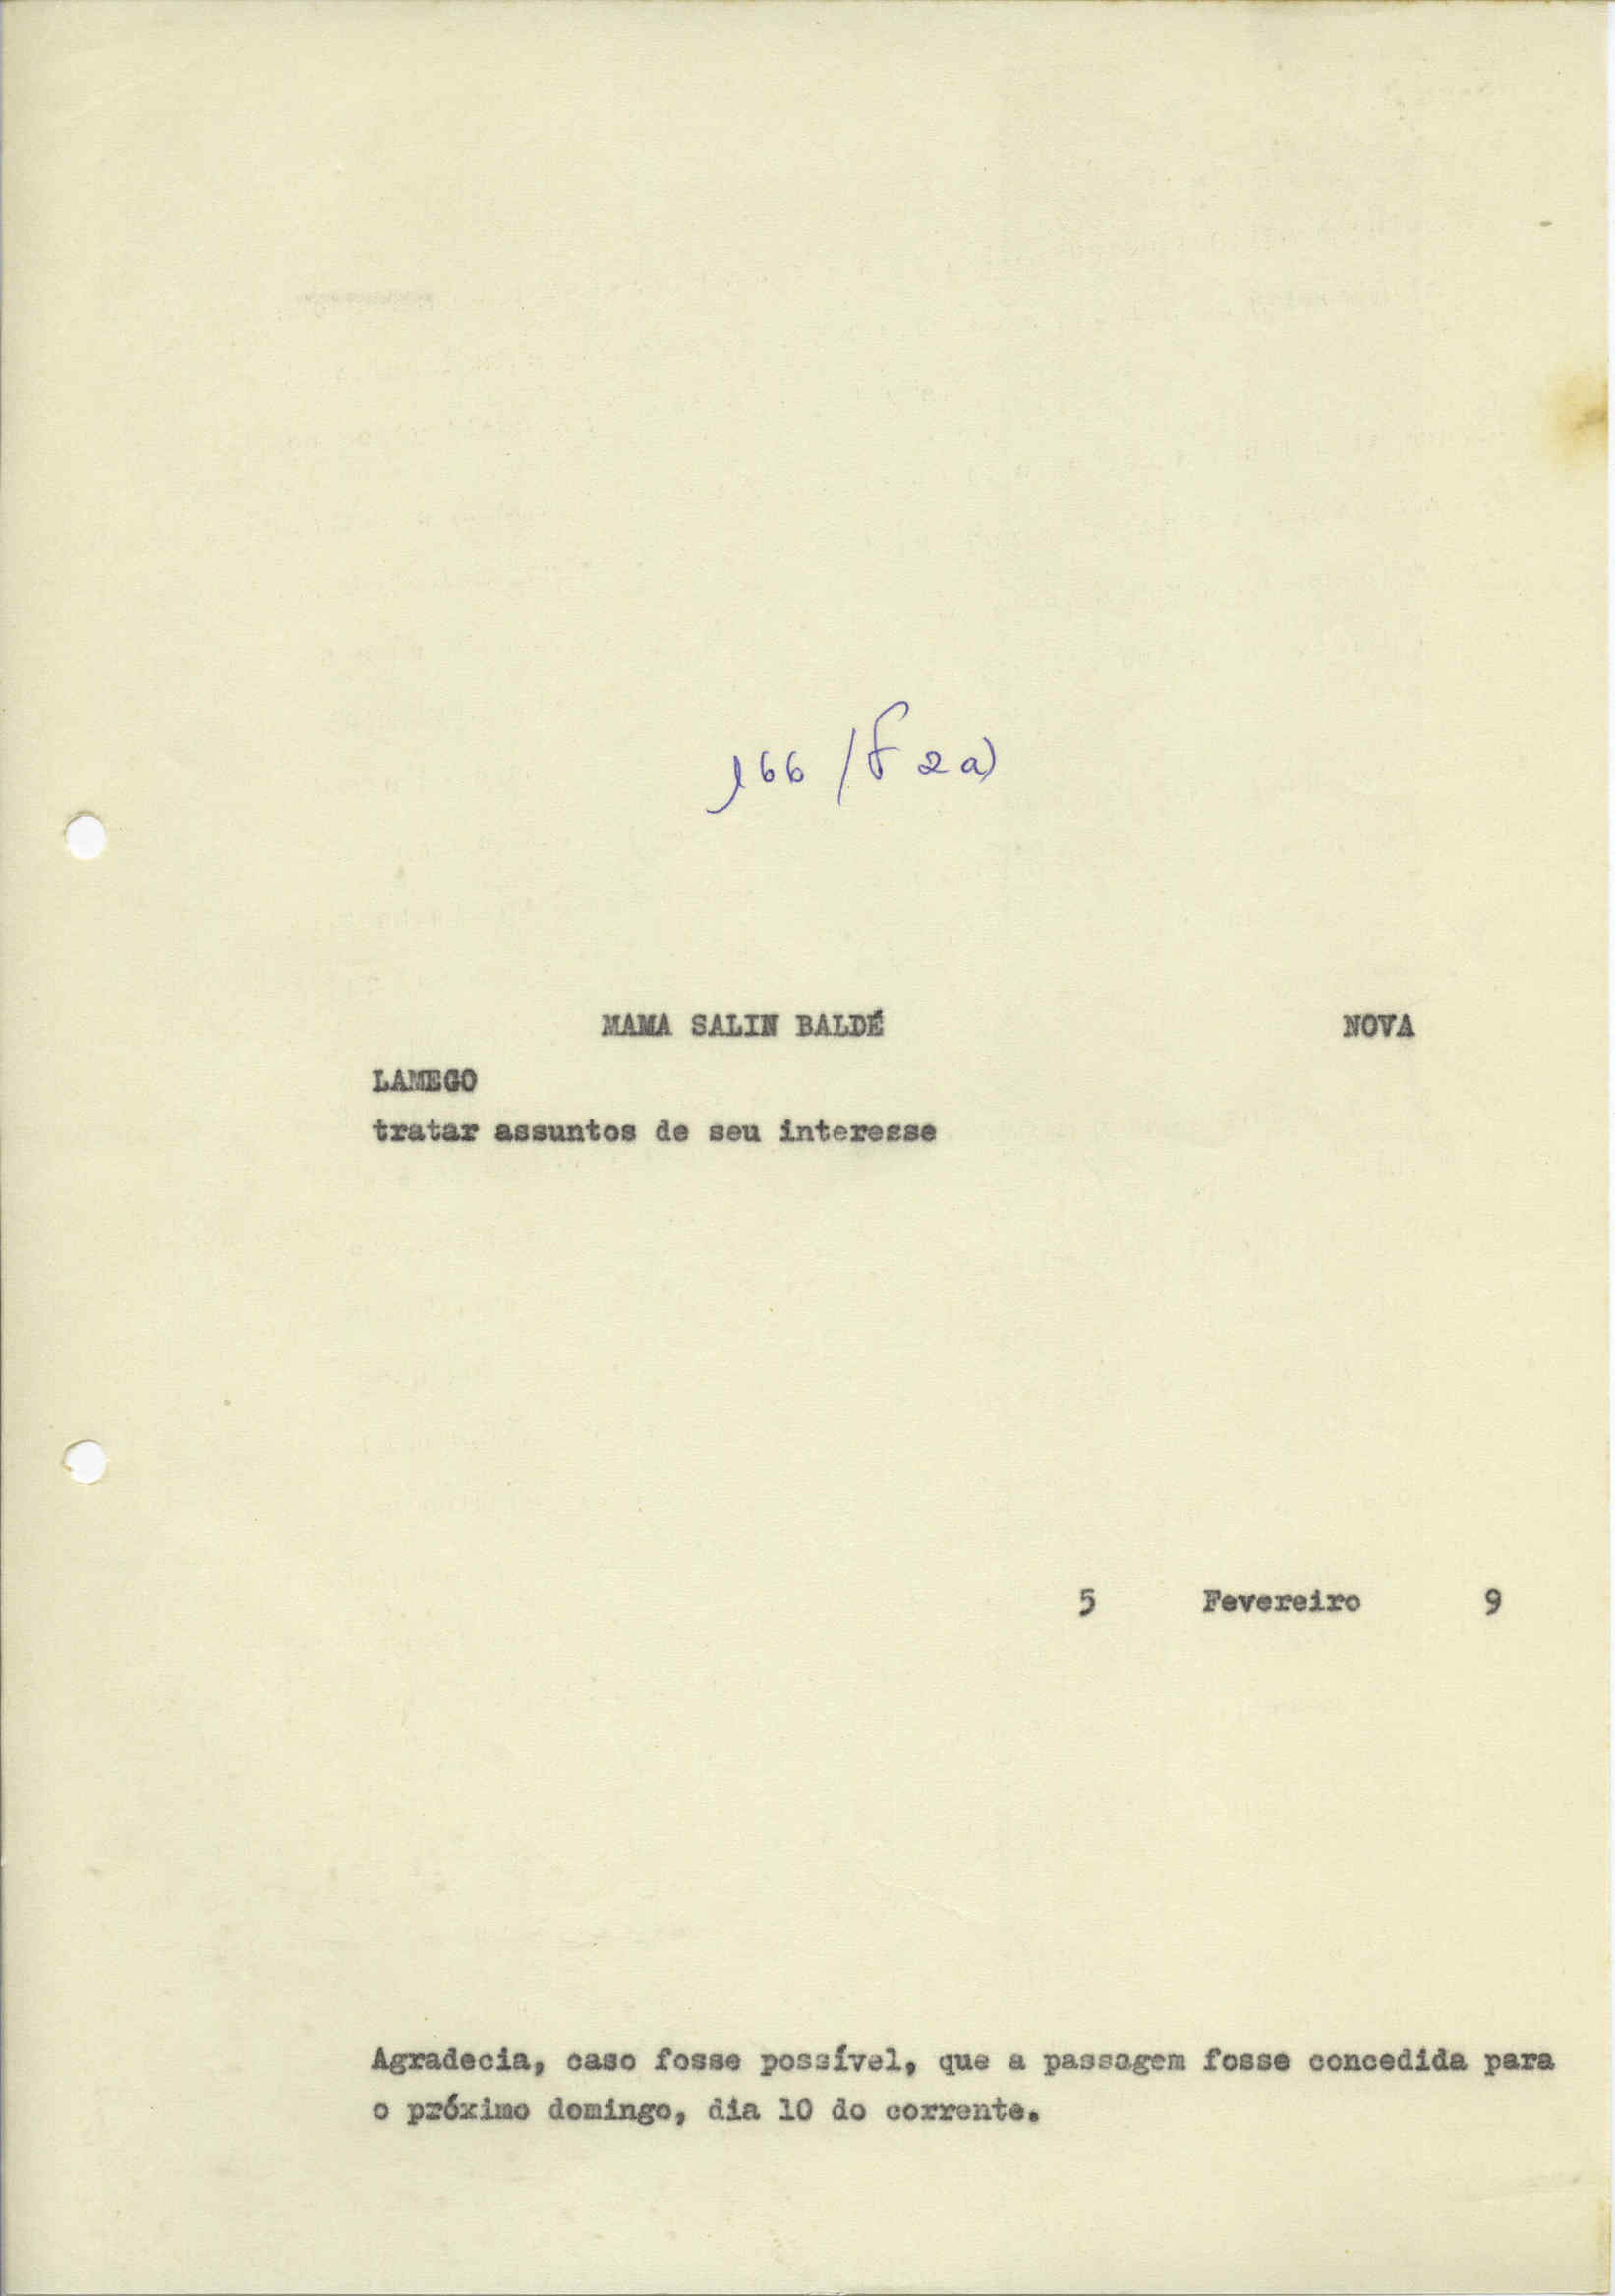 166 / F 2 a)
MAMA SALIN BALDÉ NOVA
LAMEGO
tratar assuntos de seu interesse
5 Fevereiro 9
Agradecia, caso fosse possível, que a passagem fosse concedida para
o próximo domingo, dia 10 do corrente.